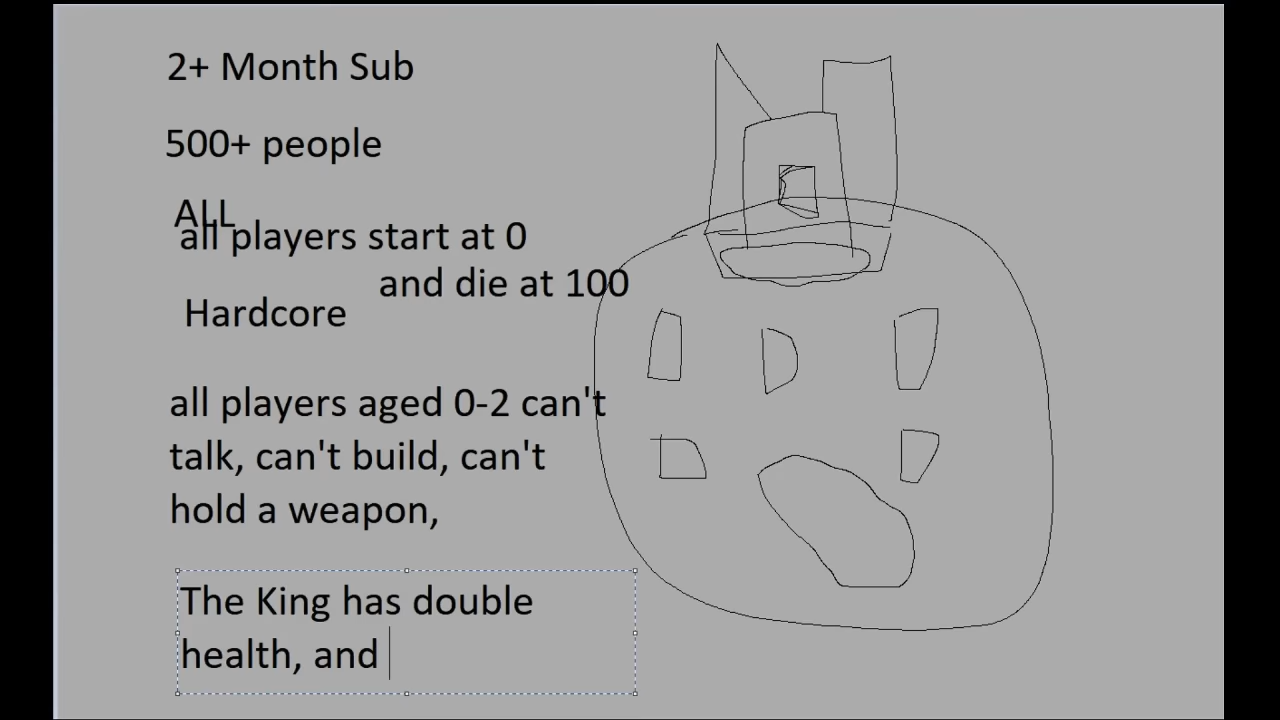 2+ Month Sub
500+ people
ALL
all players start at 0
and die at 100
Hardcore
all players aged 0-2 can't
talk, can't build, can't
hold a weapon,
The King has double
health, and